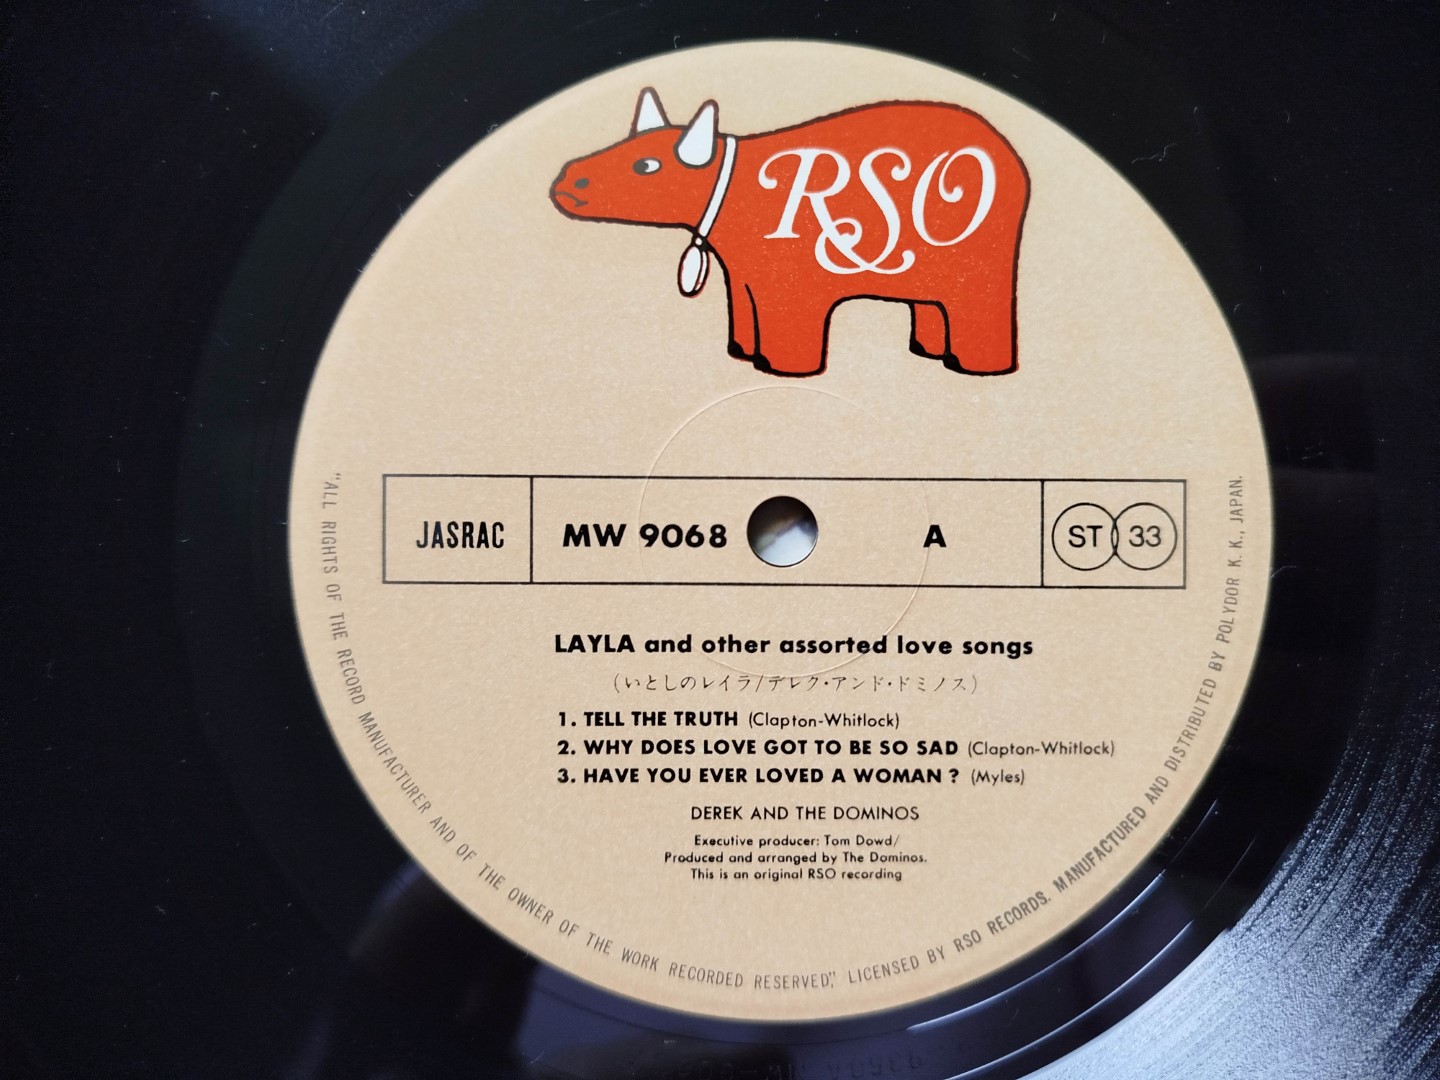 RSO
JASRAC
MW 9068
A
ST 33
LAYLA and other assorted love songs
(いとしのレイラ/デレク・アンド・ドミノス)
1. TELL THE TRUTH (Clapton-Whitlock)
2. WHY DOES LOVE GOT TO BE SO SAD (Clapton-Whitlock)
3. HAVE YOU EVER LOVED A WOMAN ? (Myles)
DEREK AND THE DOMINOS
Executive producer: Tom Dowd/
Produced and arranged by The Dominos.
This is an original RSO recording
"ALL RIGHTS OF THE RECORD MANUFACTURER AND OF THE OWNER OF THE WORK RECORDED RESERVED," LICENSED BY RSO RECORDS. MANUFACTURED AND DISTRIBUTED BY POLYDOR K. K., JAPAN.